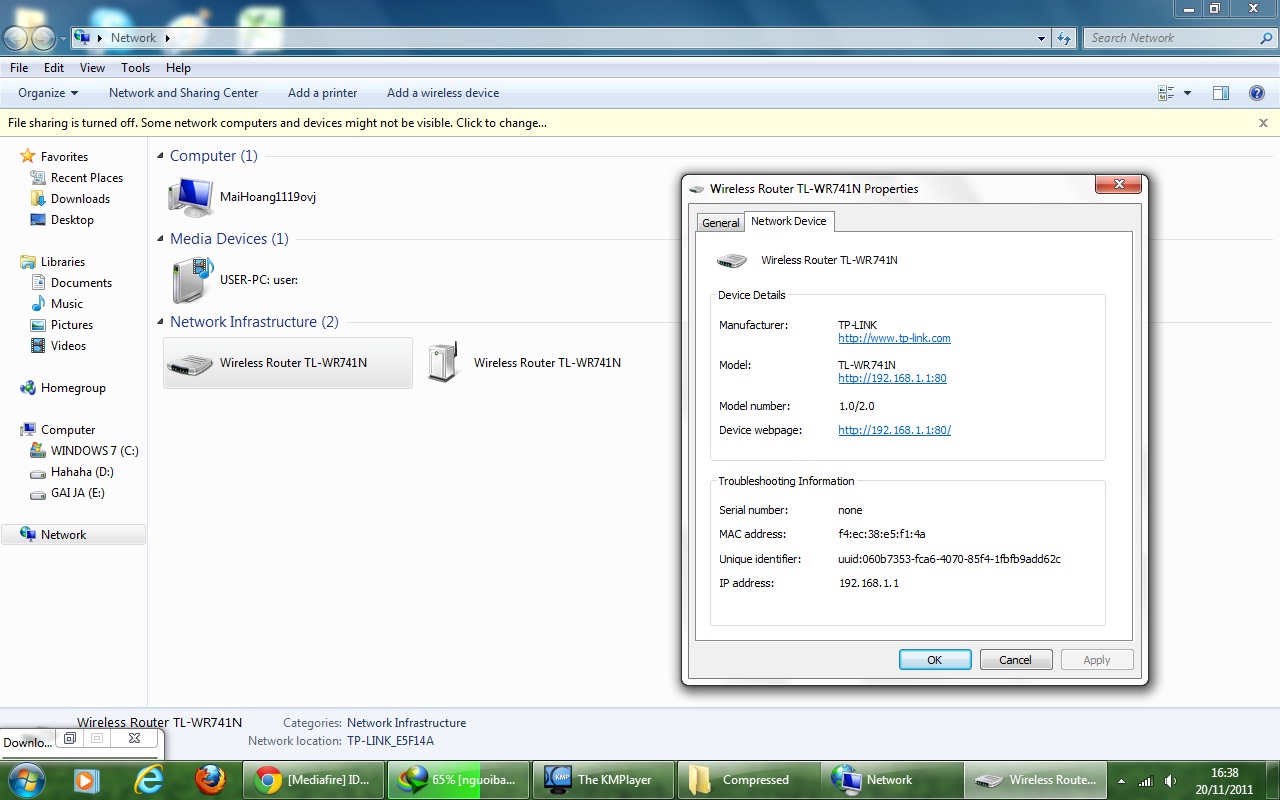 Network
Search Network
File Edit View Tools Help
Organize Network and Sharing Center Add a printer Add a wireless device
File sharing is turned off. Some network computers and devices might not be visible. Click to change...
Favorites
Recent Places
Downloads
Desktop
Libraries
Documents
Music
Pictures
Videos
Homegroup
Computer
WINDOWS 7 (C:)
Hahaha (D:)
GAI JA (E:)
Network
Computer (1)
MaiHoang1119ovj
Media Devices (1)
USER-PC: user:
Network Infrastructure (2)
Wireless Router TL-WR741N Wireless Router TL-WR741N
Wireless Router TL-WR741N Properties
General Network Device
Wireless Router TL-WR741N
Device Details
Manufacturer: TP-LINK
http://www.tp-link.com
Model: TL-WR741N
http://192.168.1.1:80
Model number: 1.0/2.0
Device webpage: http://192.168.1.1:80/
Troubleshooting Information
Serial number: none
MAC address: f4:ec:38:e5:f1:4a
Unique identifier: uuid:060b7353-fca6-4070-85f4-1fbfb9add62c
IP address: 192.168.1.1
OK Cancel Apply
Wireless Router TL-WR741N Categories: Network Infrastructure
Network location: TP-LINK_E5F14A
Downlo...
[Mediafire] ID... 65% [nguoiba... KMP The KMPlayer Compressed Network Wireless Route...
16:38
20/11/2011